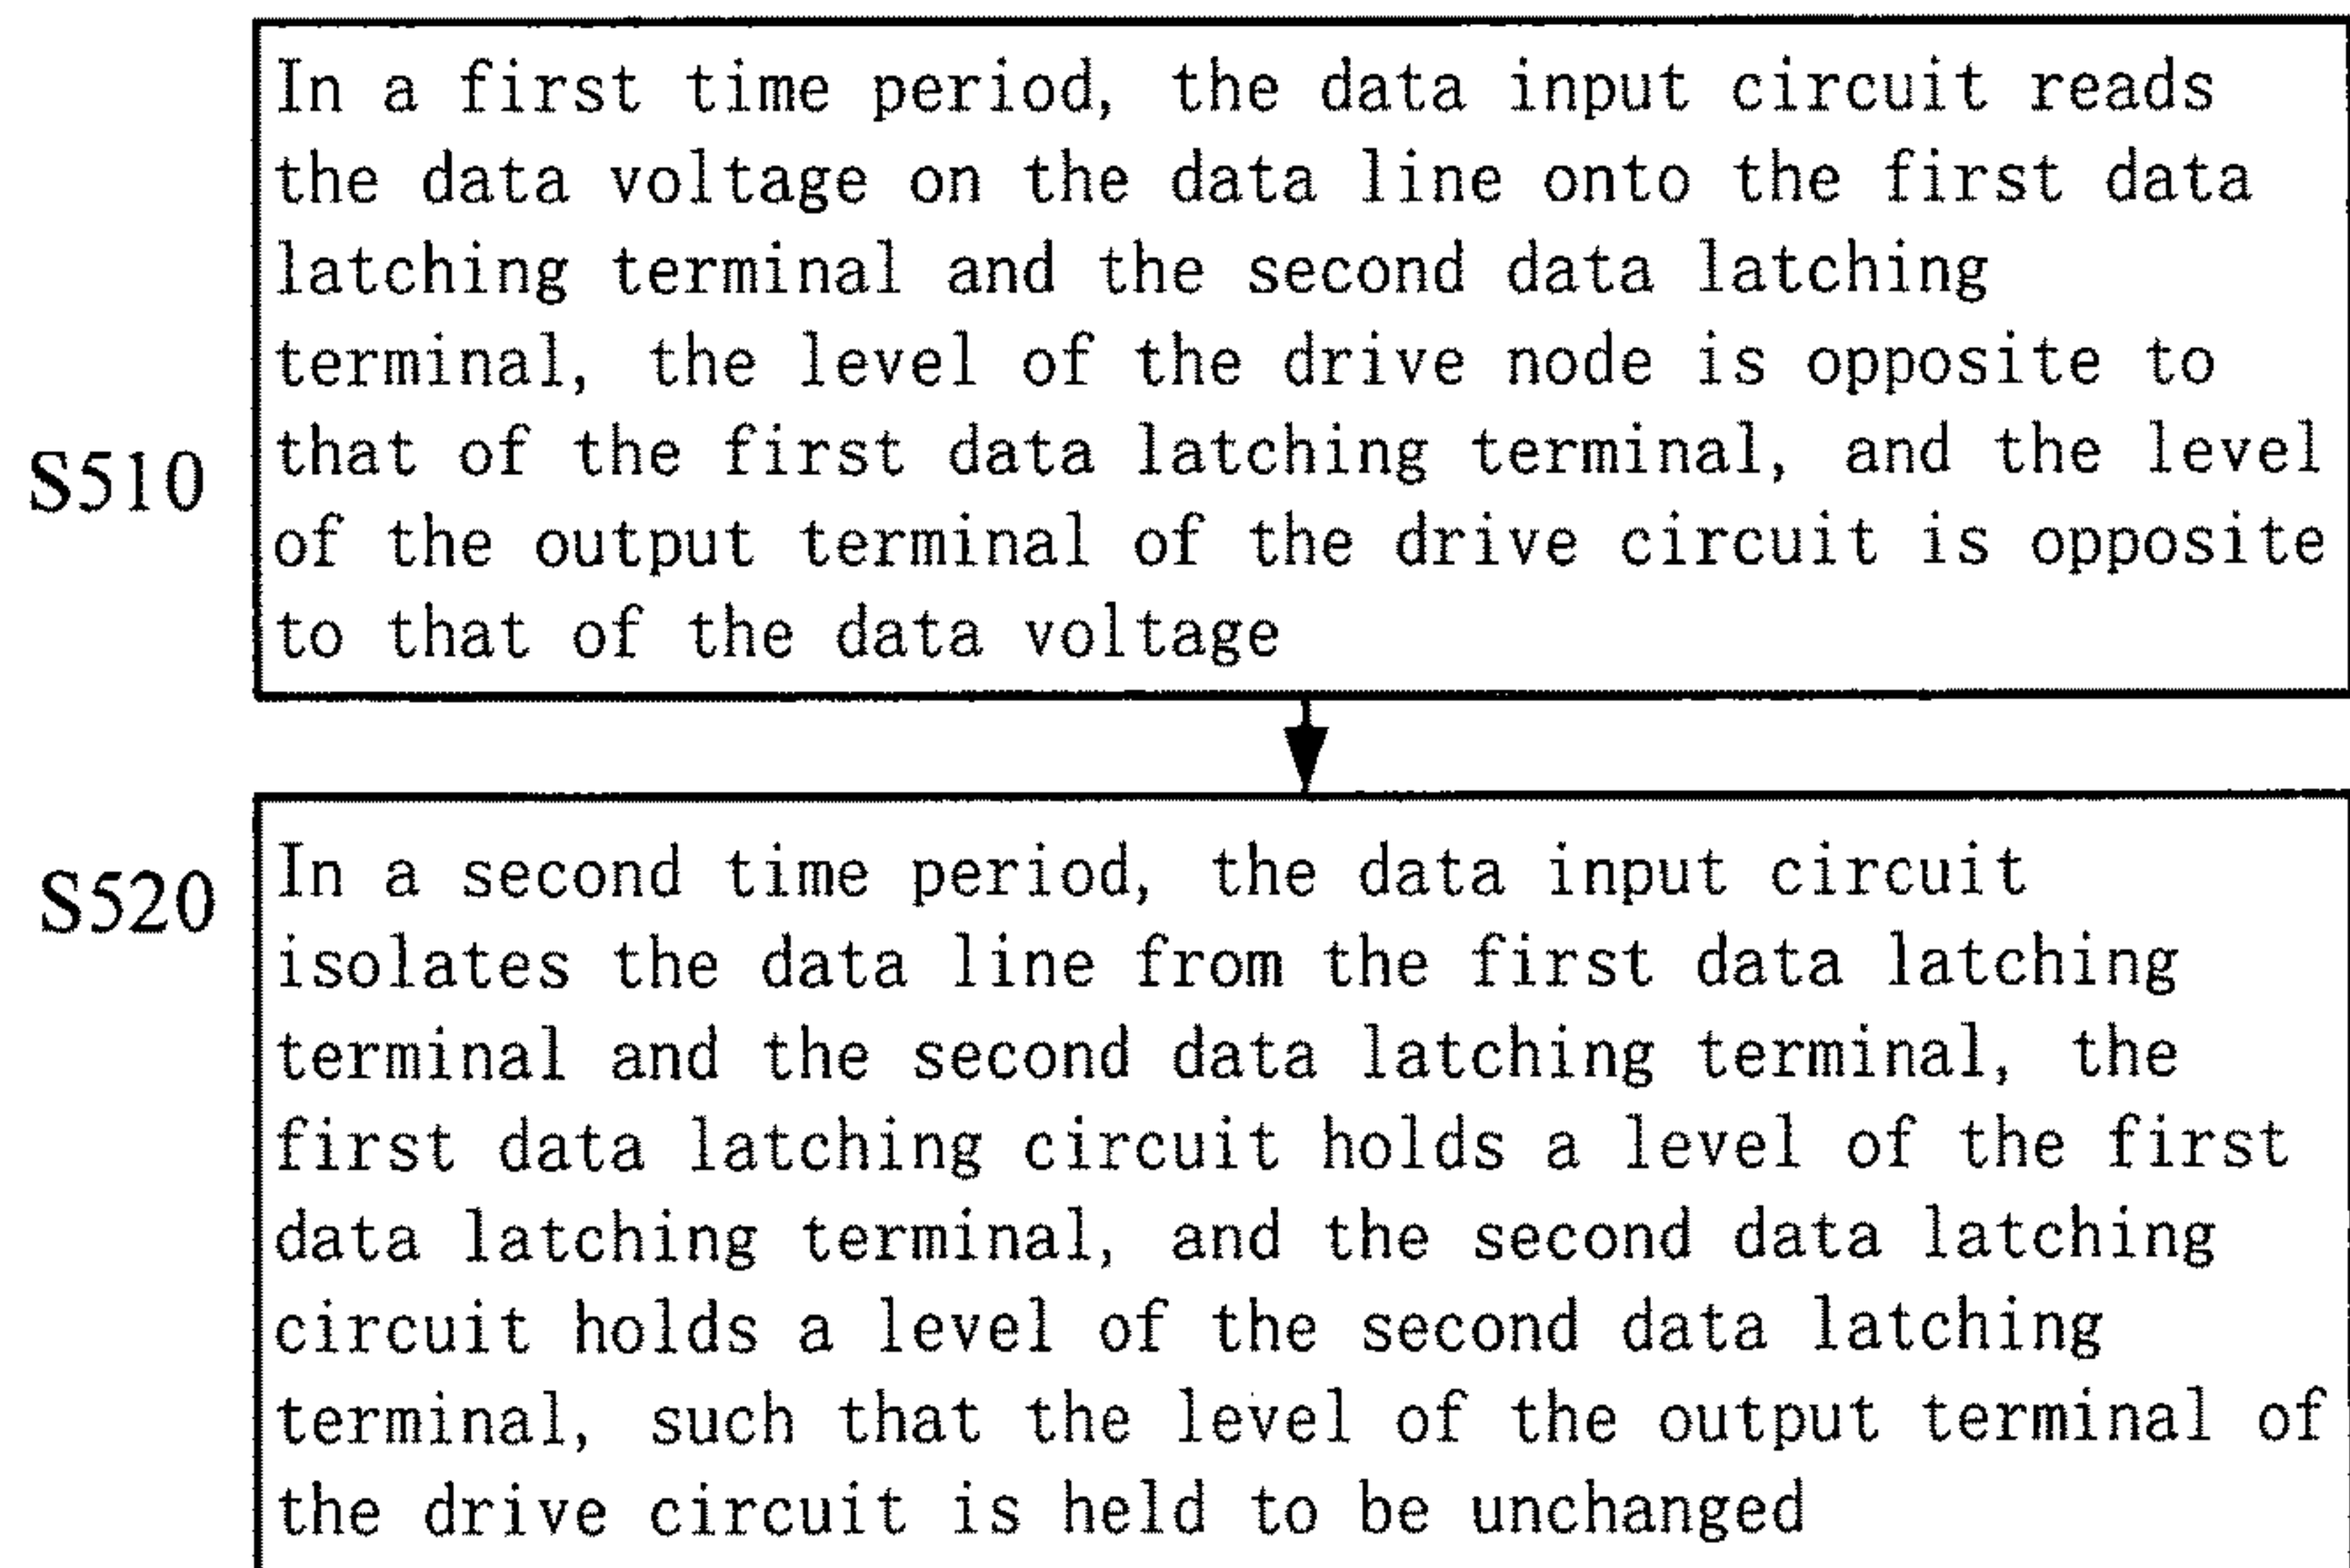 In a first time period, the data input circuit reads
the data voltage on the data line onto the first data
latching terminal and the second data latching
terminal, the level of the drive node is opposite to
that of the first data latching terminal, and the level
S510
of the output terminal of the drive circuit is opposite
to that of the data voltage
S520
In a second time period, the data input circuit
isolates the data line from the first data latching
terminal and the second data latching terminal, the
first data latching circuit holds a level of the first
data latching terminal, and the second data latching
circuit holds a level of the second data latching
terminal, such that the level of the output terminal of
the drive circuit is held to be unchanged